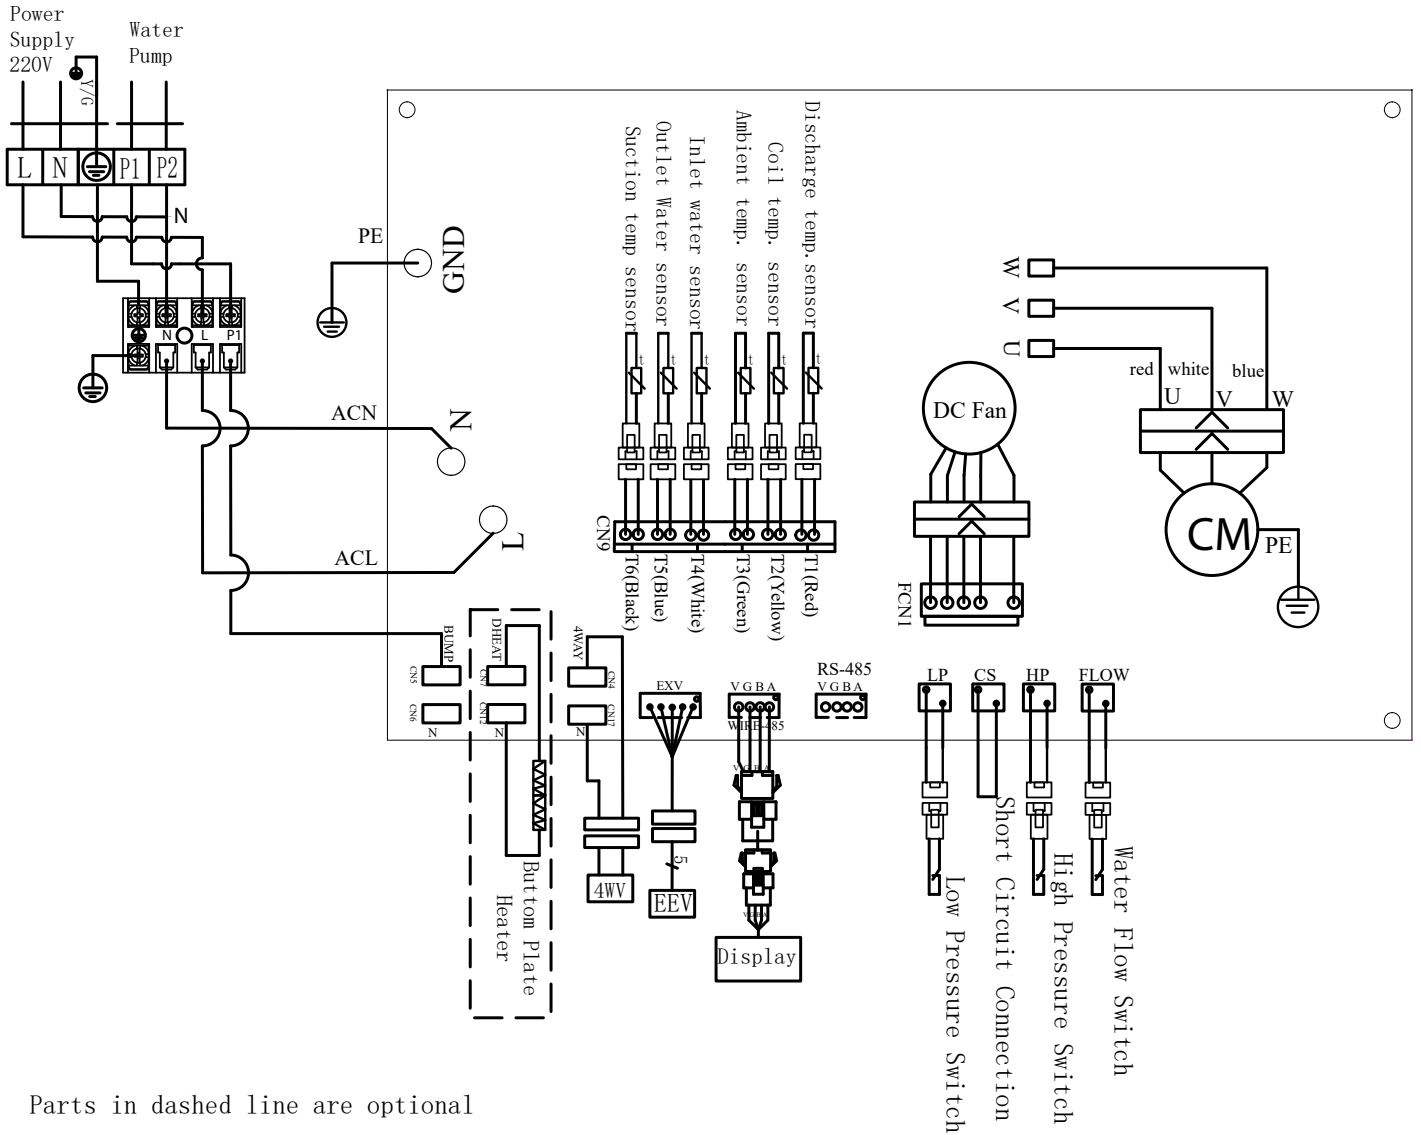 Power
Supply
220V
Water
Pump
Y/G
L
N
P1
P2
N
N
L
P1
PE
GND
ACN
N
ACL
L
Suction temp sensor
Outlet Water sensor
Inlet water sensor
Ambient temp. sensor
Coil temp. sensor
Discharge temp. sensor
t
t
t
t
t
t
CN9
T6(Black)
T5(Blue)
T4(White)
T3(Green)
T2(Yellow)
T1(Red)
DC Fan
FCN1
W
V
U
red
white
blue
U
V
W
CM
PE
BUMP
CN5
CN6
N
DHEAT
CN7
CN12
N
Buttom Plate
Heater
4WAY
CN4
CN17
N
4WV
EXV
5
EEV
V G B A
WIRE-485
V G B A
V G B A
Display
RS-485
V G B A
LP
CS
HP
FLOW
Low Pressure Switch
Short Circuit Connection
High Pressure Switch
Water Flow Switch
Parts in dashed line are optional